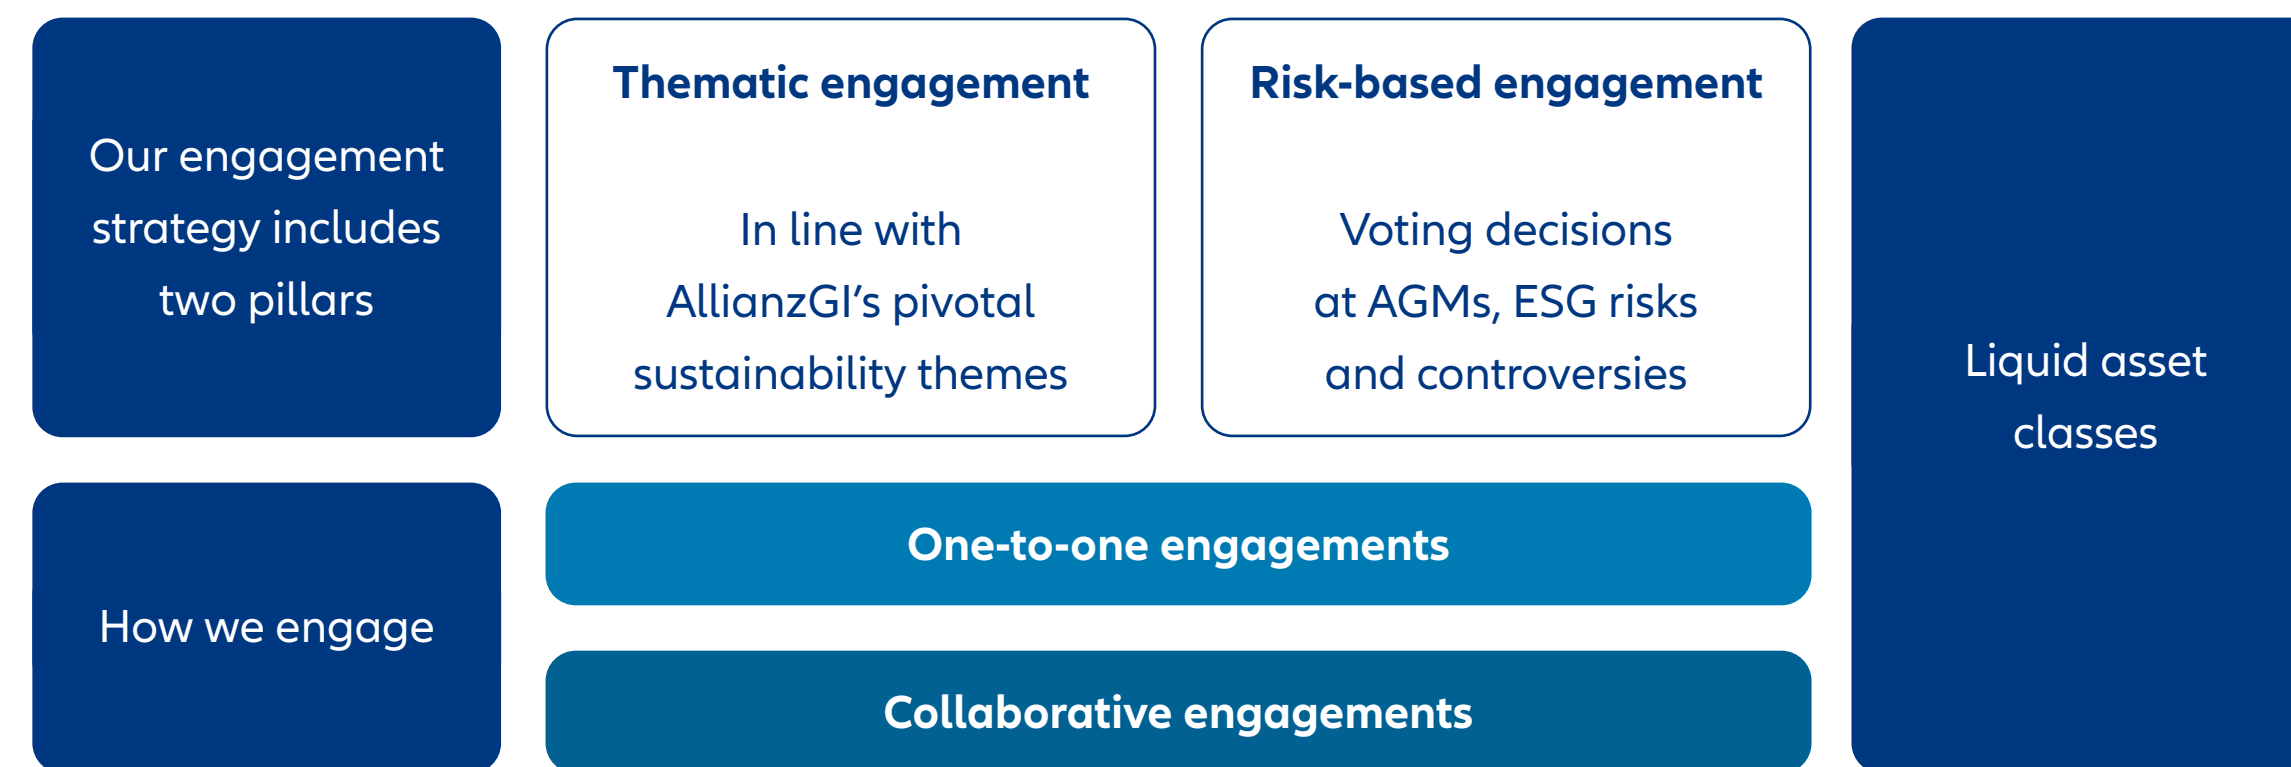 Our engagement
strategy includes
two pillars
Thematic engagement
In line with
AllianzGI’s pivotal
sustainability themes
Risk-based engagement
Voting decisions
at AGMs, ESG risks
and controversies
Liquid asset
classes
How we engage
One-to-one engagements
Collaborative engagements